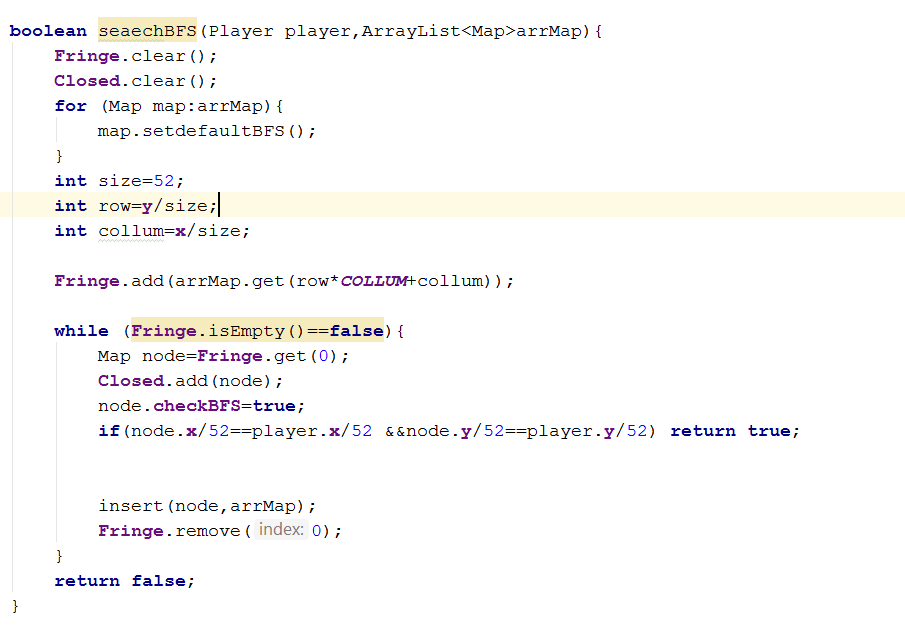 boolean seaechBFS(Player player,ArrayList<Map>arrMap){
    Fringe.clear();
    Closed.clear();
    for (Map map:arrMap){
        map.setdefaultBFS();
    }
    int size=52;
    int row=y/size;
    int collum=x/size;
    Fringe.add(arrMap.get(row*COLLUM+collum));
    while (Fringe.isEmpty()==false){
        Map node=Fringe.get(0);
        Closed.add(node);
        node.checkBFS=true;
        if(node.x/52==player.x/52 &&node.y/52==player.y/52) return true;
        insert(node,arrMap);
        Fringe.remove( index: 0);
    }
    return false;
}